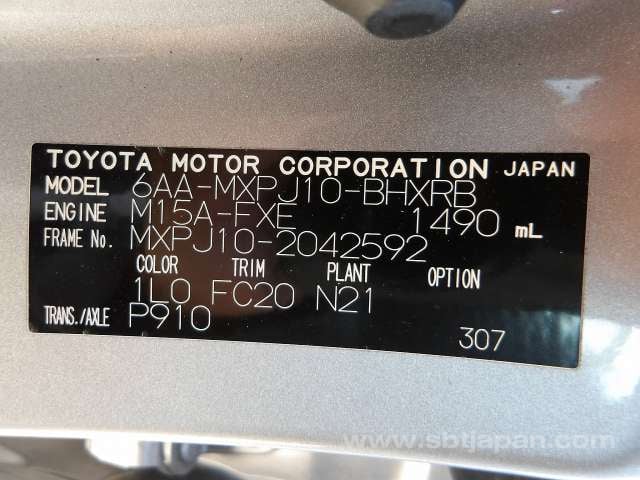 TOYOTA MOTOR CORPORATION JAPAN
MODEL 6AA-MXPJ10-BHXRB
ENGINE M15A-FXE 1490 mL
FRAME No. MXPJ10-2042592
COLOR TRIM PLANT OPTION
1L0 FC20 N21
TRANS./AXLE P910
307
www.sbtjapan.com